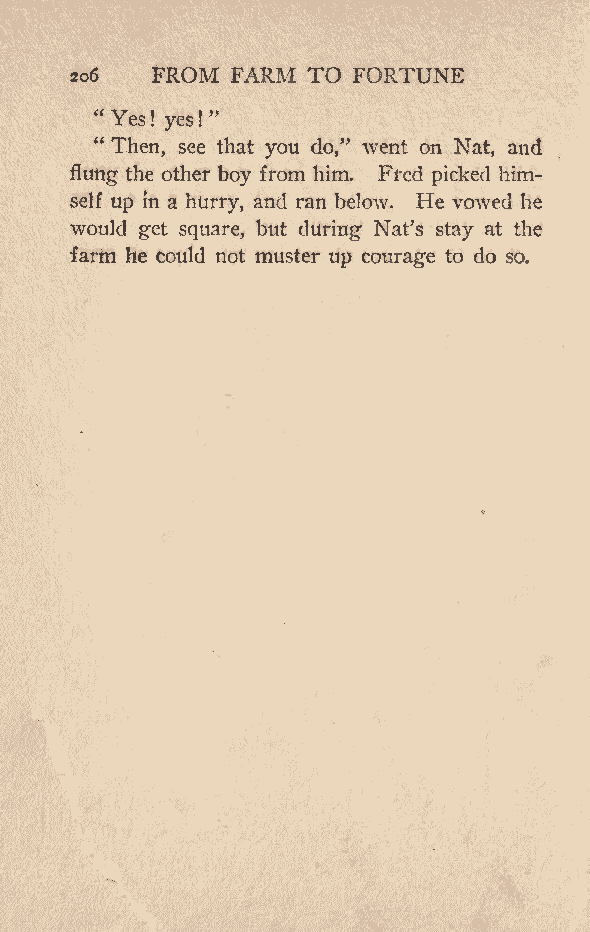 206 FROM FARM TO FORTUNE
“ Yes! yes! ”
“ Then, see that you do,” went on Nat, and
flung the other boy from him. Fred picked him-
self up in a hurry, and ran below. He vowed he
would get square, but during Nat’s stay at the
farm he could not muster up courage to do so.